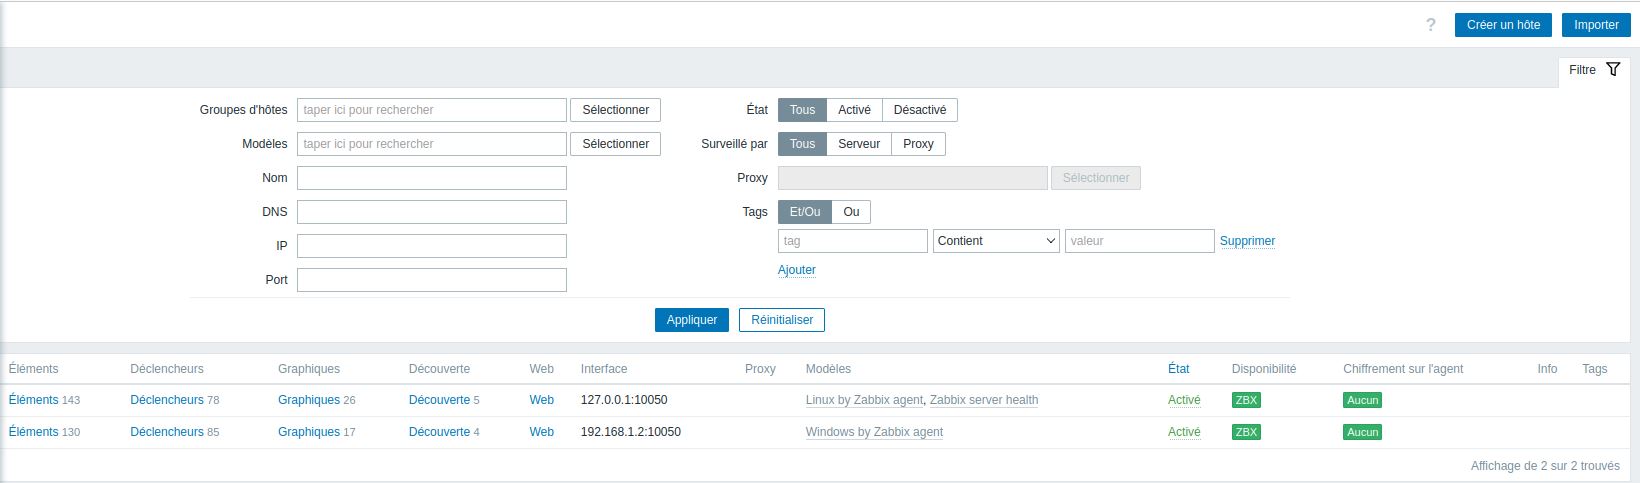 ? Créer un hôte Importer
Filtre
Groupes d'hôtes taper ici pour rechercher Sélectionner État Tous Activé Désactivé
Modèles taper ici pour rechercher Sélectionner Surveillé par Tous Serveur Proxy
Nom Proxy Sélectionner
DNS Tags Et/Ou Ou
IP tag Contient valeur Supprimer
Port Ajouter
Appliquer Réinitialiser
Éléments Déclencheurs Graphiques Découverte Web Interface Proxy Modèles État Disponibilité Chiffrement sur l'agent Info Tags
Éléments 143 Déclencheurs 78 Graphiques 26 Découverte 5 Web 127.0.0.1:10050 Linux by Zabbix agent, Zabbix server health Activé ZBX Aucun
Éléments 130 Déclencheurs 85 Graphiques 17 Découverte 4 Web 192.168.1.2:10050 Windows by Zabbix agent Activé ZBX Aucun
Affichage de 2 sur 2 trouvés